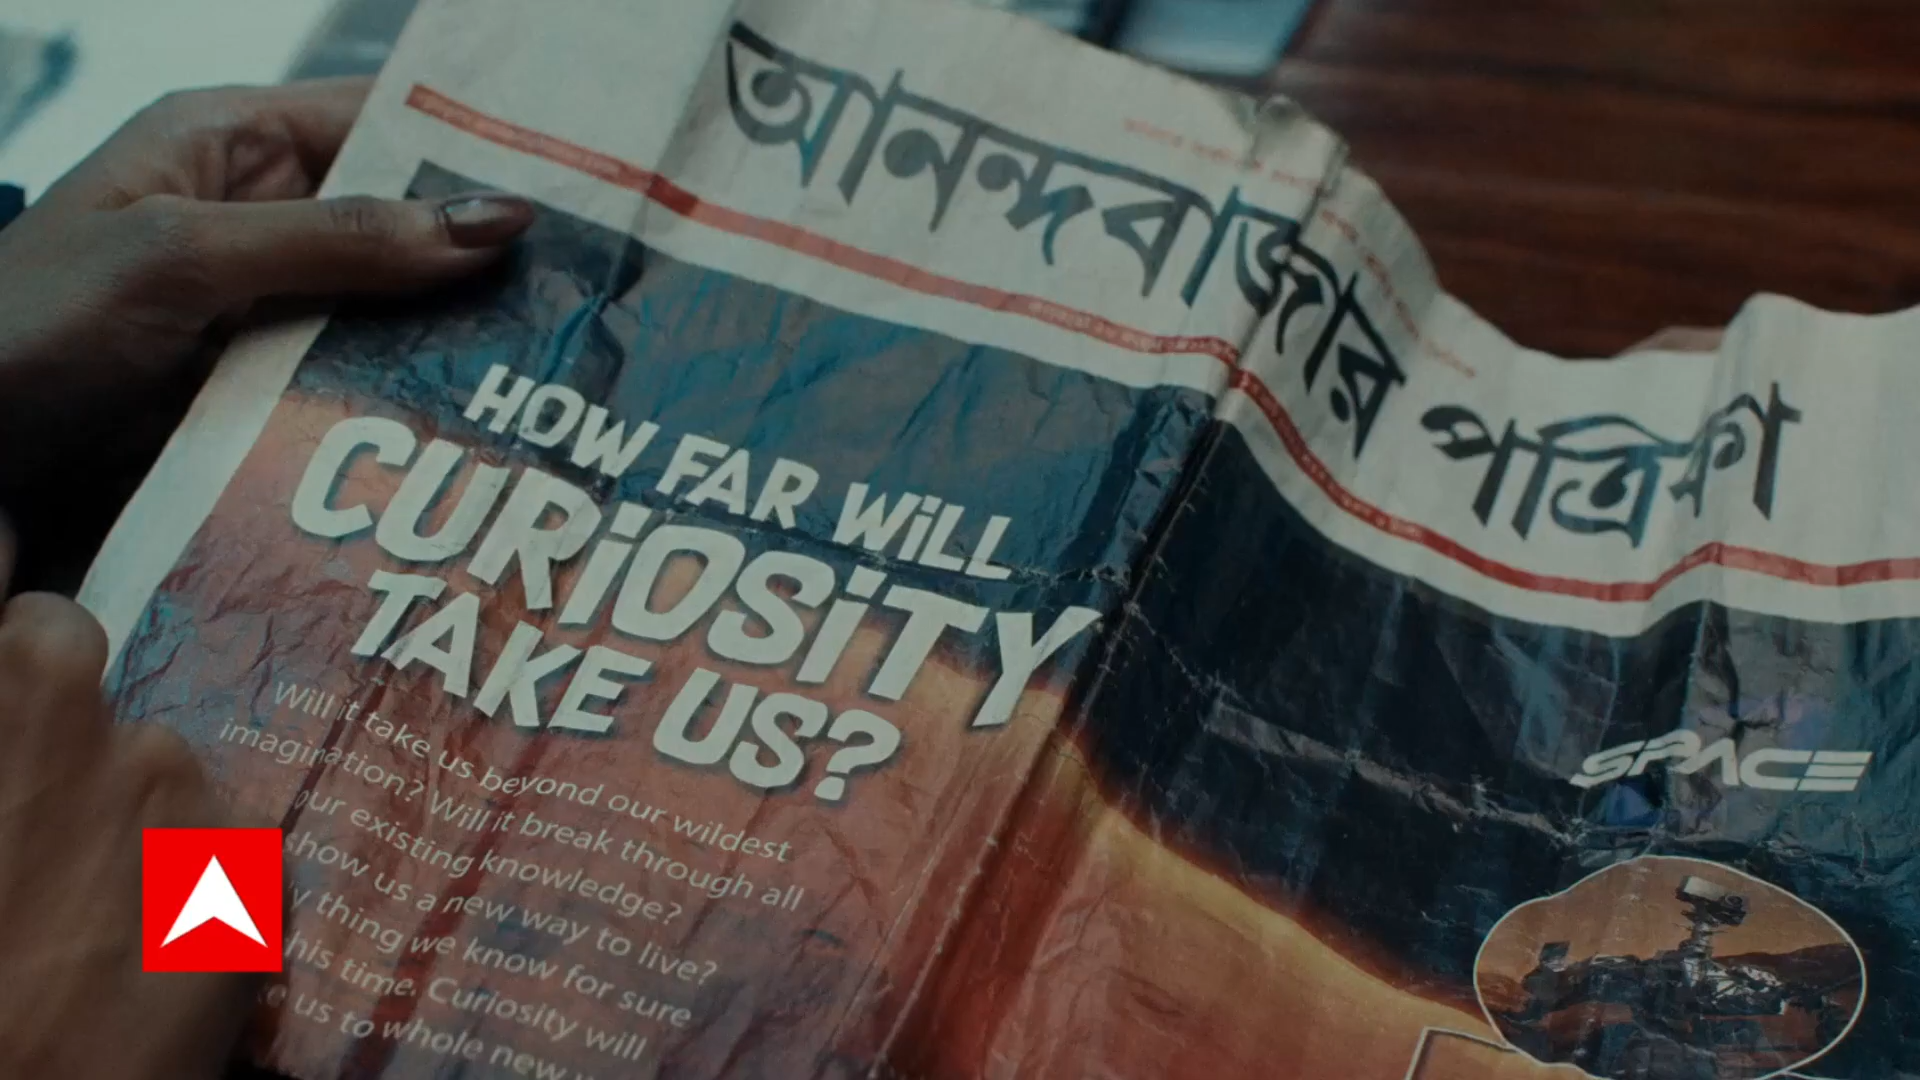 আনন্দবাজার পত্রিকা
HOW FAR WiLL
CURiOSiTY
TAKE US?
Will it take us beyond our wildest
imagination? Will it break through all
our existing knowledge?
show us a new way to live?
thing we know for sure
his time. Curiosity will
us to whole new
SPACE